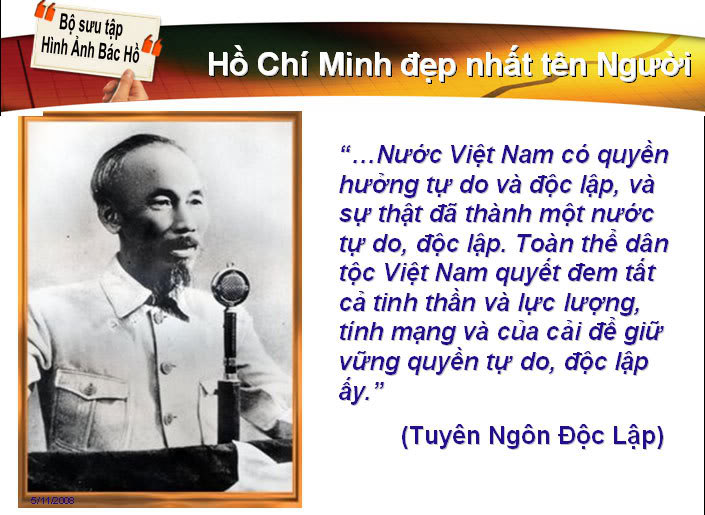 Bộ sưu tập
Hình Ảnh Bác Hồ
Hồ Chí Minh đẹp nhất tên Người
“...Nước Việt Nam có quyền
hưởng tự do và độc lập, và
sự thật đã thành một nước
tự do, độc lập. Toàn thể dân
tộc Việt Nam quyết đem tất
cả tinh thần và lực lượng,
tính mạng và của cải để giữ
vững quyền tự do, độc lập
ấy.”
(Tuyên Ngôn Độc Lập)
5/11/2008